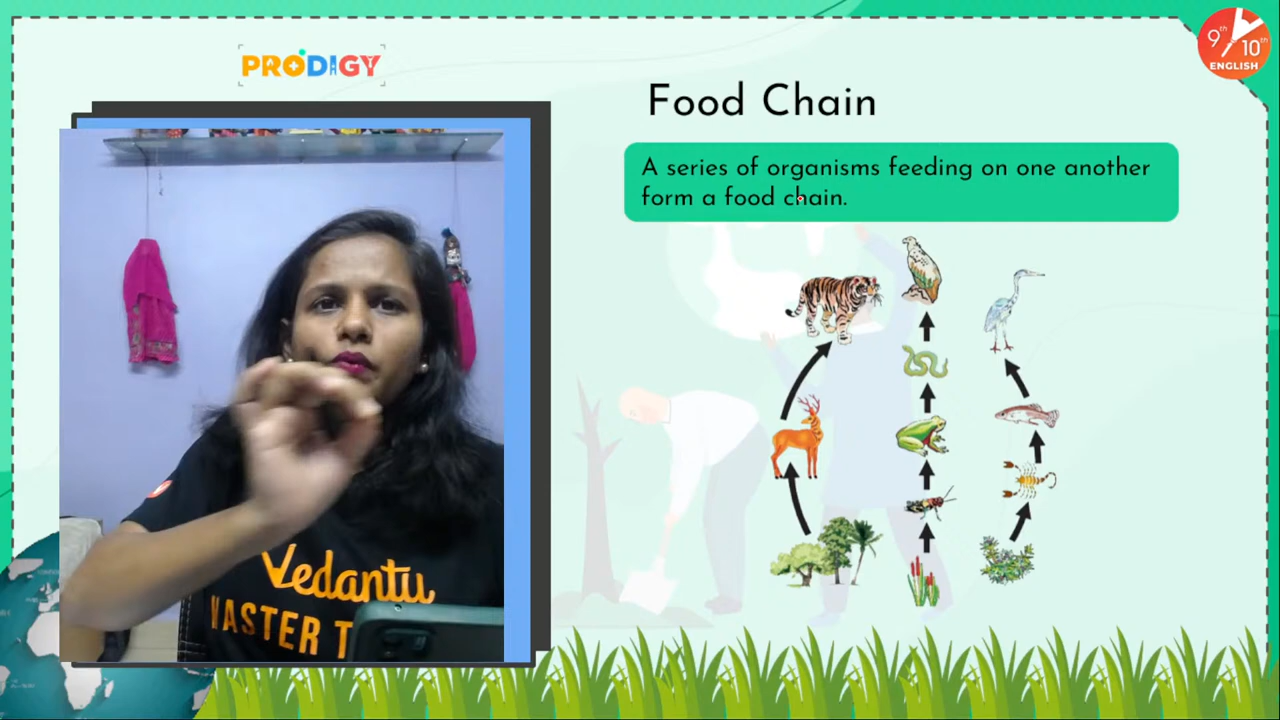 PRODIGY
9th 10th
ENGLISH
Food Chain
A series of organisms feeding on one another
form a food chain.
Vedantu
MASTER T